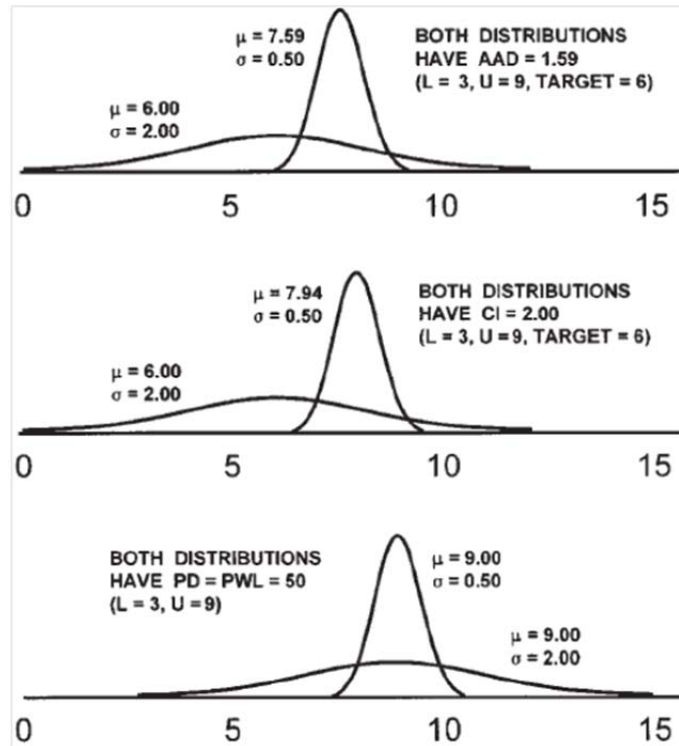 μ = 7.59
σ = 0.50
BOTH DISTRIBUTIONS
HAVE AAD = 1.59
(L = 3, U = 9, TARGET = 6)
μ = 6.00
σ = 2.00
0 5 10 15
μ = 7.94
σ = 0.50
BOTH DISTRIBUTIONS
HAVE CI = 2.00
(L = 3, U = 9, TARGET = 6)
μ = 6.00
σ = 2.00
0 5 10 15
BOTH DISTRIBUTIONS
HAVE PD = PWL = 50
(L = 3, U = 9)
μ = 9.00
σ = 0.50
μ = 9.00
σ = 2.00
0 5 10 15